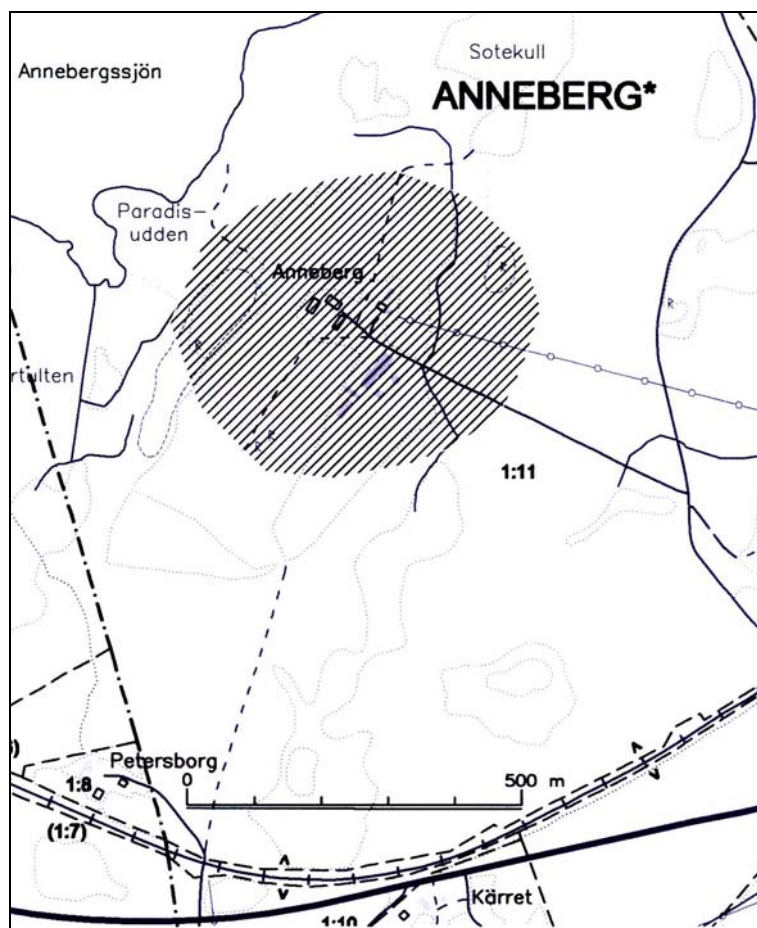 Sotekull
Annebergssjön
ANNEBERG*
Paradis-
udden
Anneberg
R
R
R
rtulten
R
R
1:11
Petersborg
0
500 m
1:8
(1:7)
Kärret
1:10